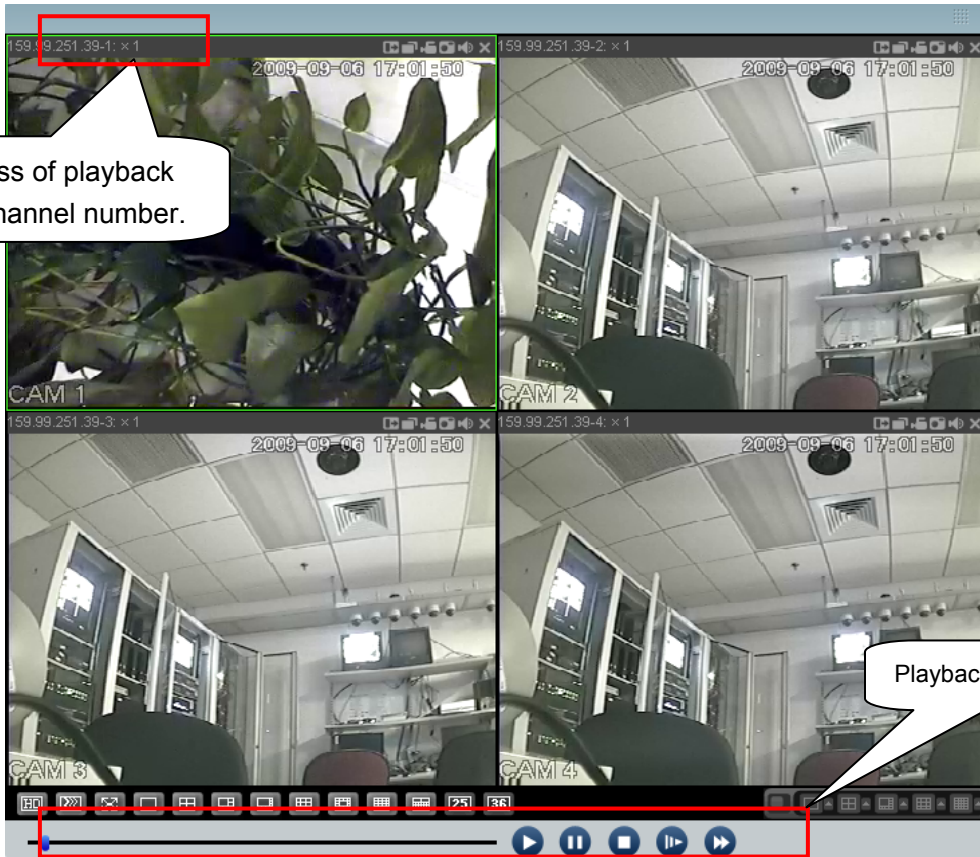 159.99.251.39-1: × 1
159.99.251.39-2: × 1
2009-09-06 17:01:50
2009-09-06 17:01:50
ss of playback
hannel number.
CAM 1
CAM 2
159.99.251.39-3: × 1
159.99.251.39-4: × 1
2009-09-06 17:01:50
2009-09-06 17:01:50
Playbac
CAM 3
CAM 4
HD
25
36